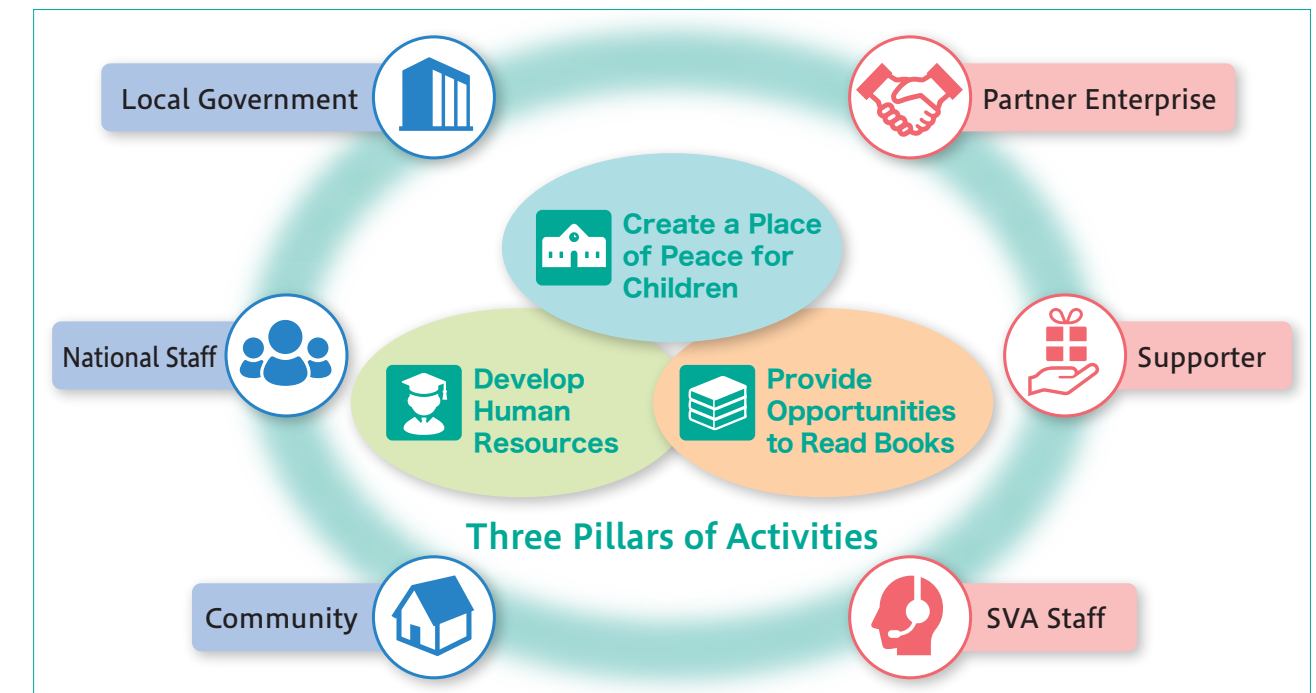 Local Government
Partner Enterprise
Create a Place
of Peace for
Children
National Staff
Develop
Human
Resources
Provide
Opportunities
to Read Books
Supporter
Three Pillars of Activities
Community
SVA Staff